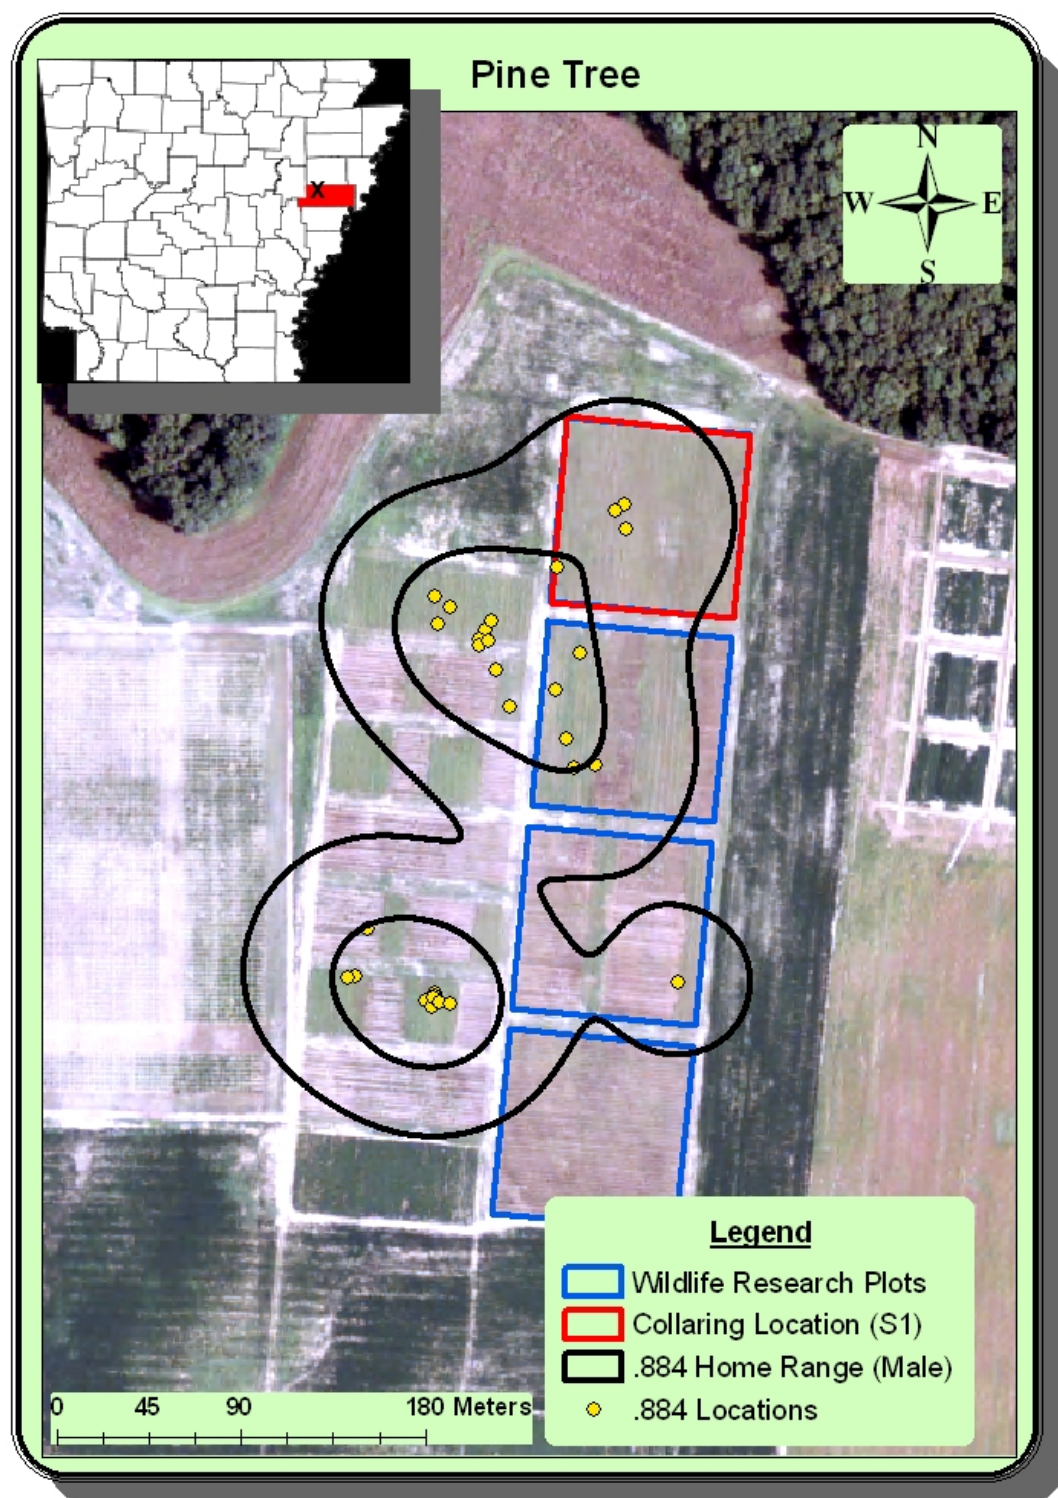 Pine Tree
X
N
W E
S
Legend
Wildlife Research Plots
Collaring Location (S1)
.884 Home Range (Male)
.884 Locations
0 45 90 180 Meters